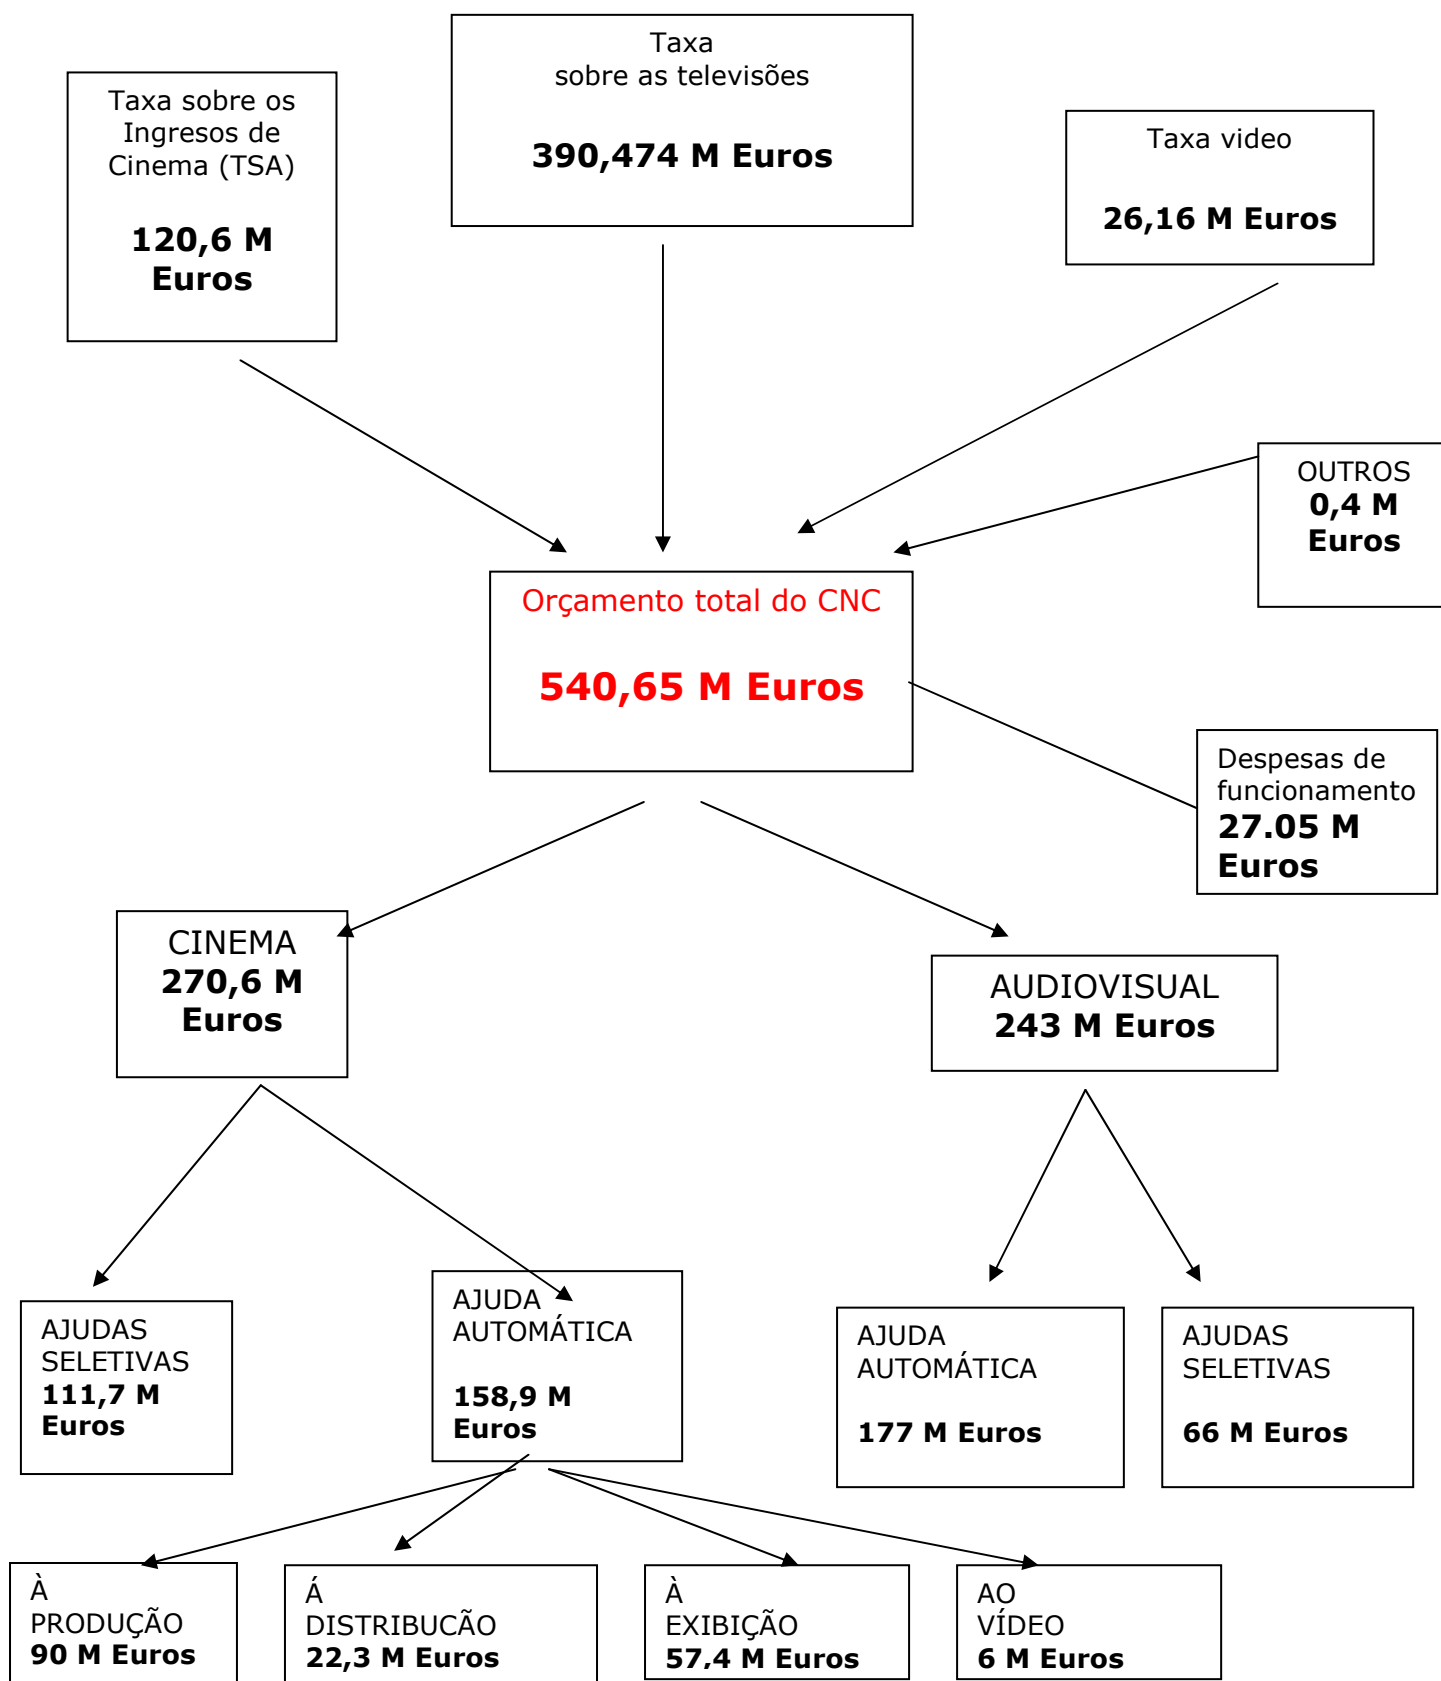 Taxa
sobre as televisões
390,474 M Euros
Taxa sobre os
Ingresos de
Cinema (TSA)
120,6 M
Euros
Taxa video
26,16 M Euros
OUTROS
0,4 M
Euros
Orçamento total do CNC
540,65 M Euros
Despesas de
funcionamento
27.05 M
Euros
CINEMA
270,6 M
Euros
AUDIOVISUAL
243 M Euros
AJUDAS
SELETIVAS
111,7 M
Euros
AJUDA
AUTOMÁTICA
158,9 M
Euros
AJUDA
AUTOMÁTICA
177 M Euros
AJUDAS
SELETIVAS
66 M Euros
À
PRODUÇÃO
90 M Euros
Á
DISTRIBUCÃO
22,3 M Euros
À
EXIBIÇÃO
57,4 M Euros
AO
VÍDEO
6 M Euros